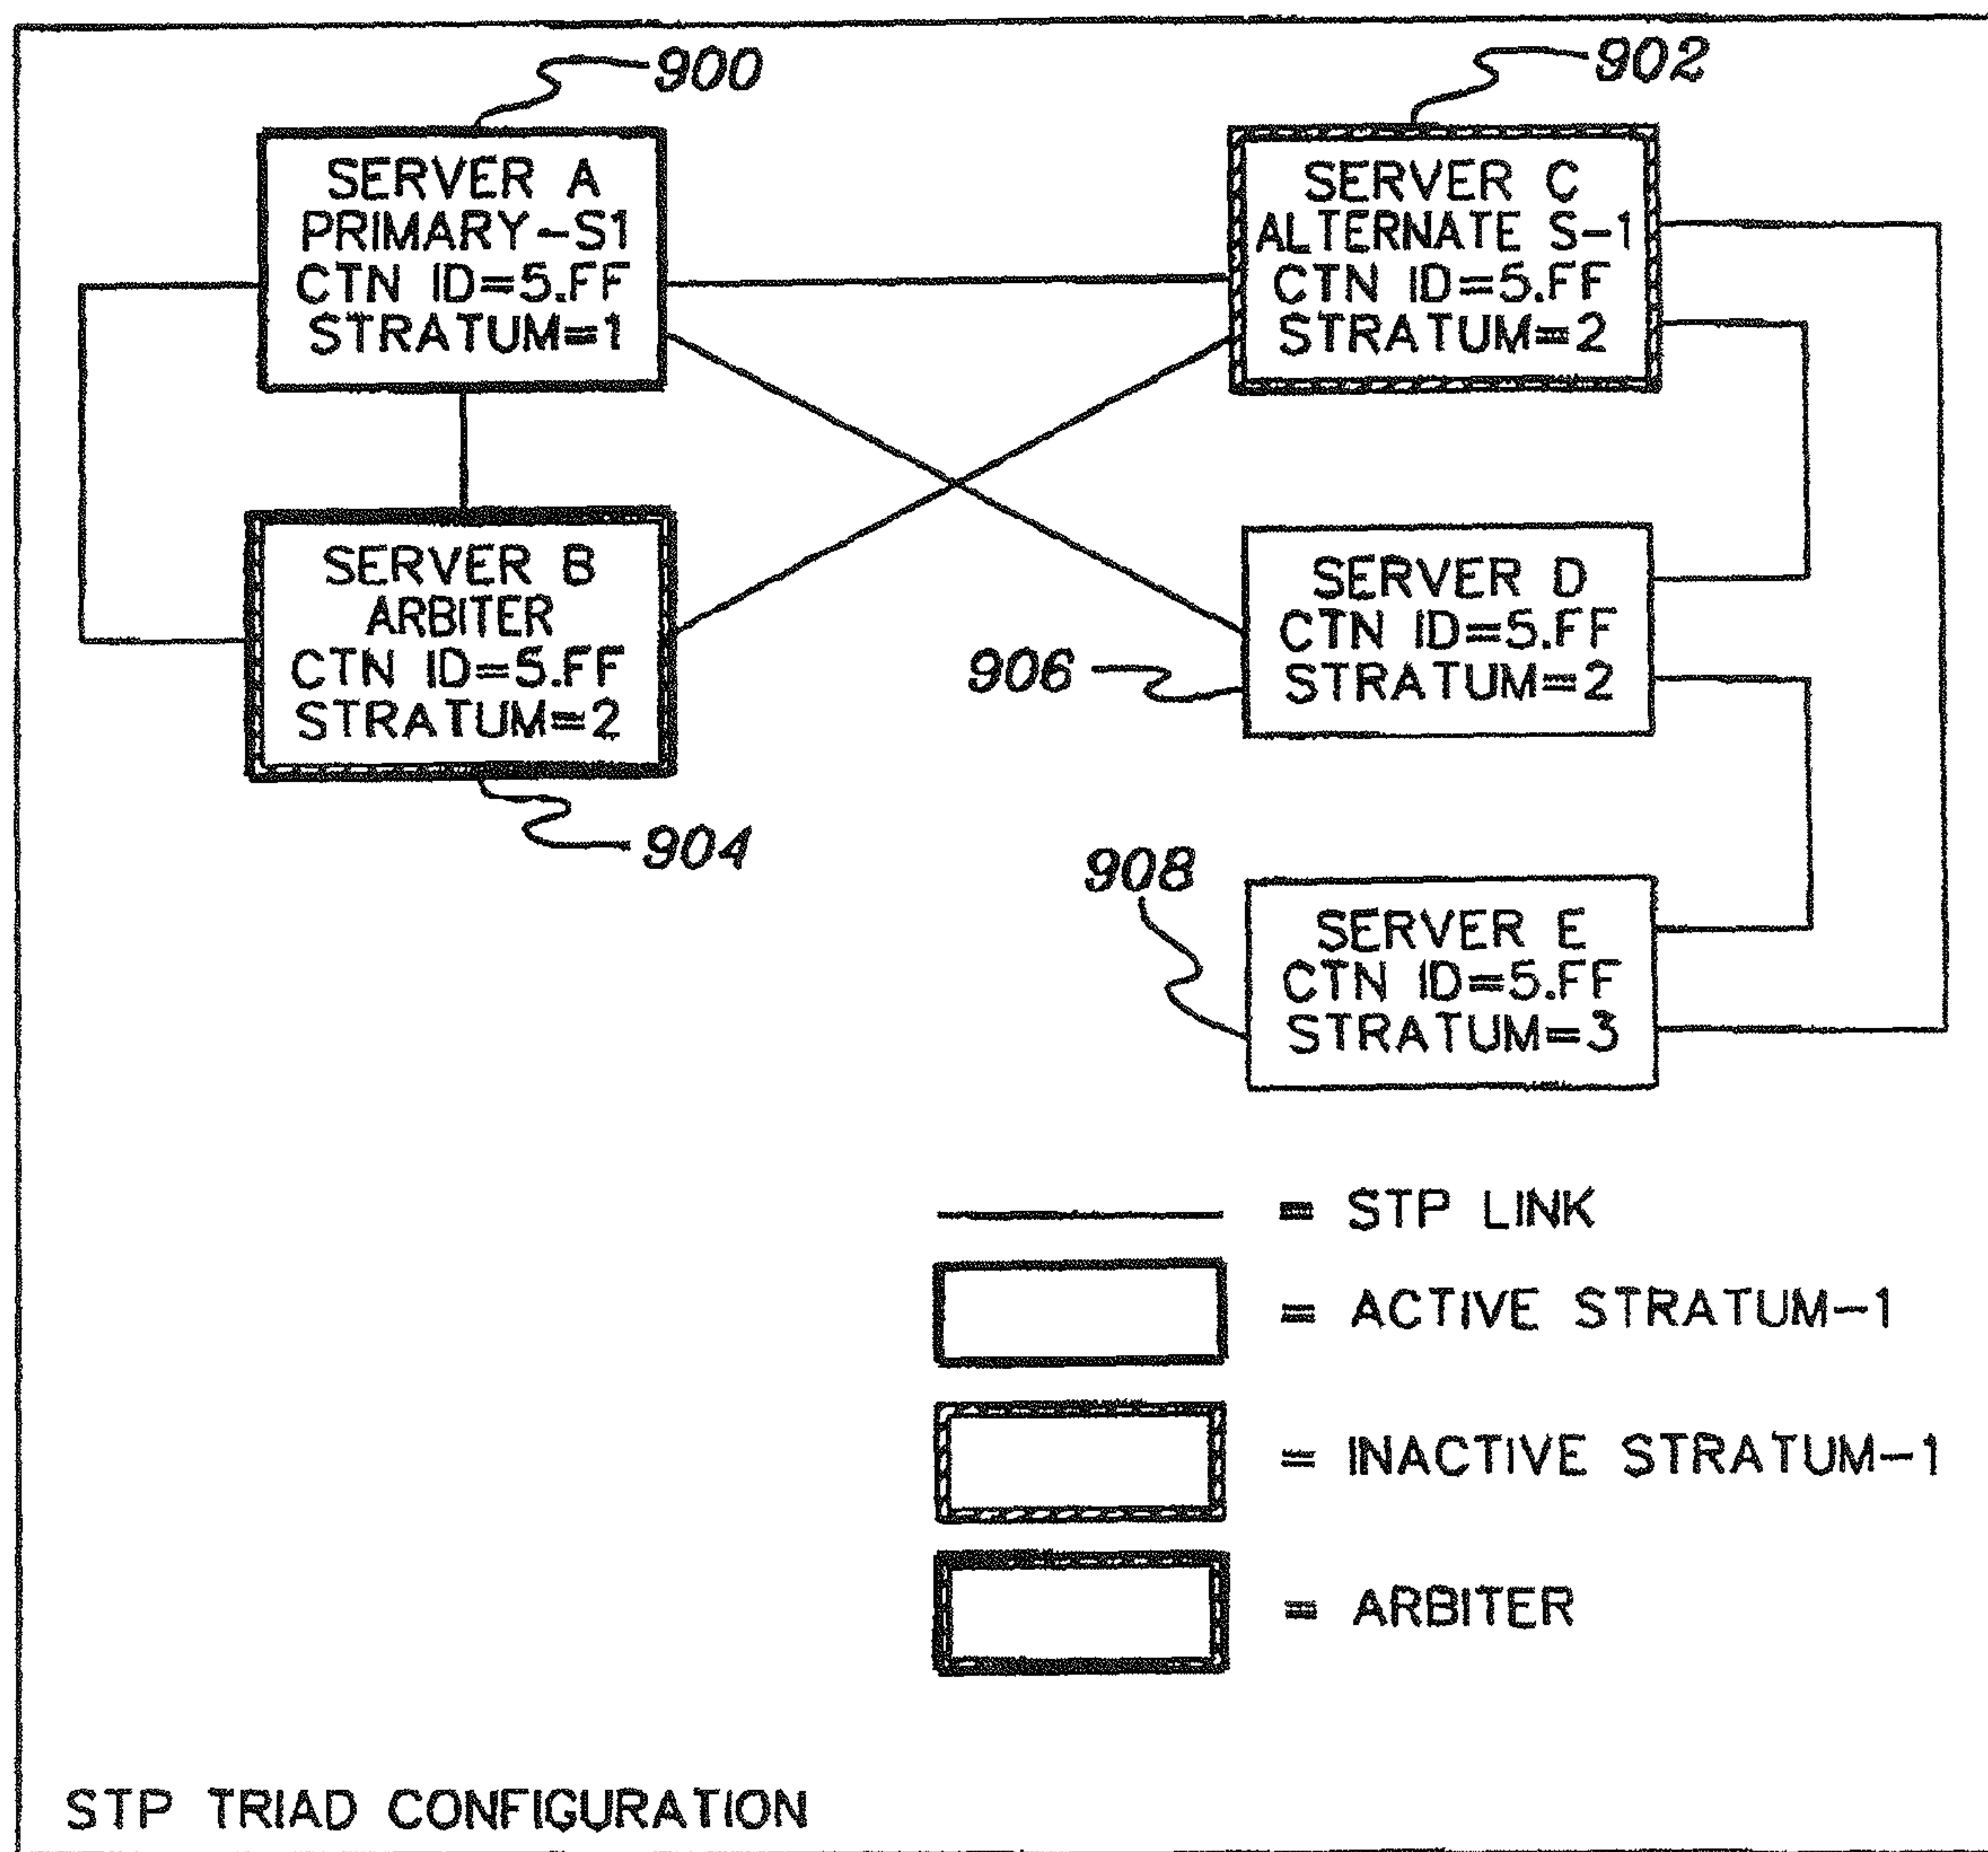 900
902
SERVER A
PRIMARY-S1
CTN ID=5.FF
STRATUM=1
SERVER C
ALTERNATE S-1
CTN ID=5.FF
STRATUM=2
SERVER B
ARBITER
CTN ID=5.FF
STRATUM=2
904
SERVER D
CTN ID=5.FF
STRATUM=2
906
908
SERVER E
CTN ID=5.FF
STRATUM=3
= STP LINK
= ACTIVE STRATUM-1
= INACTIVE STRATUM-1
= ARBITER
STP TRIAD CONFIGURATION